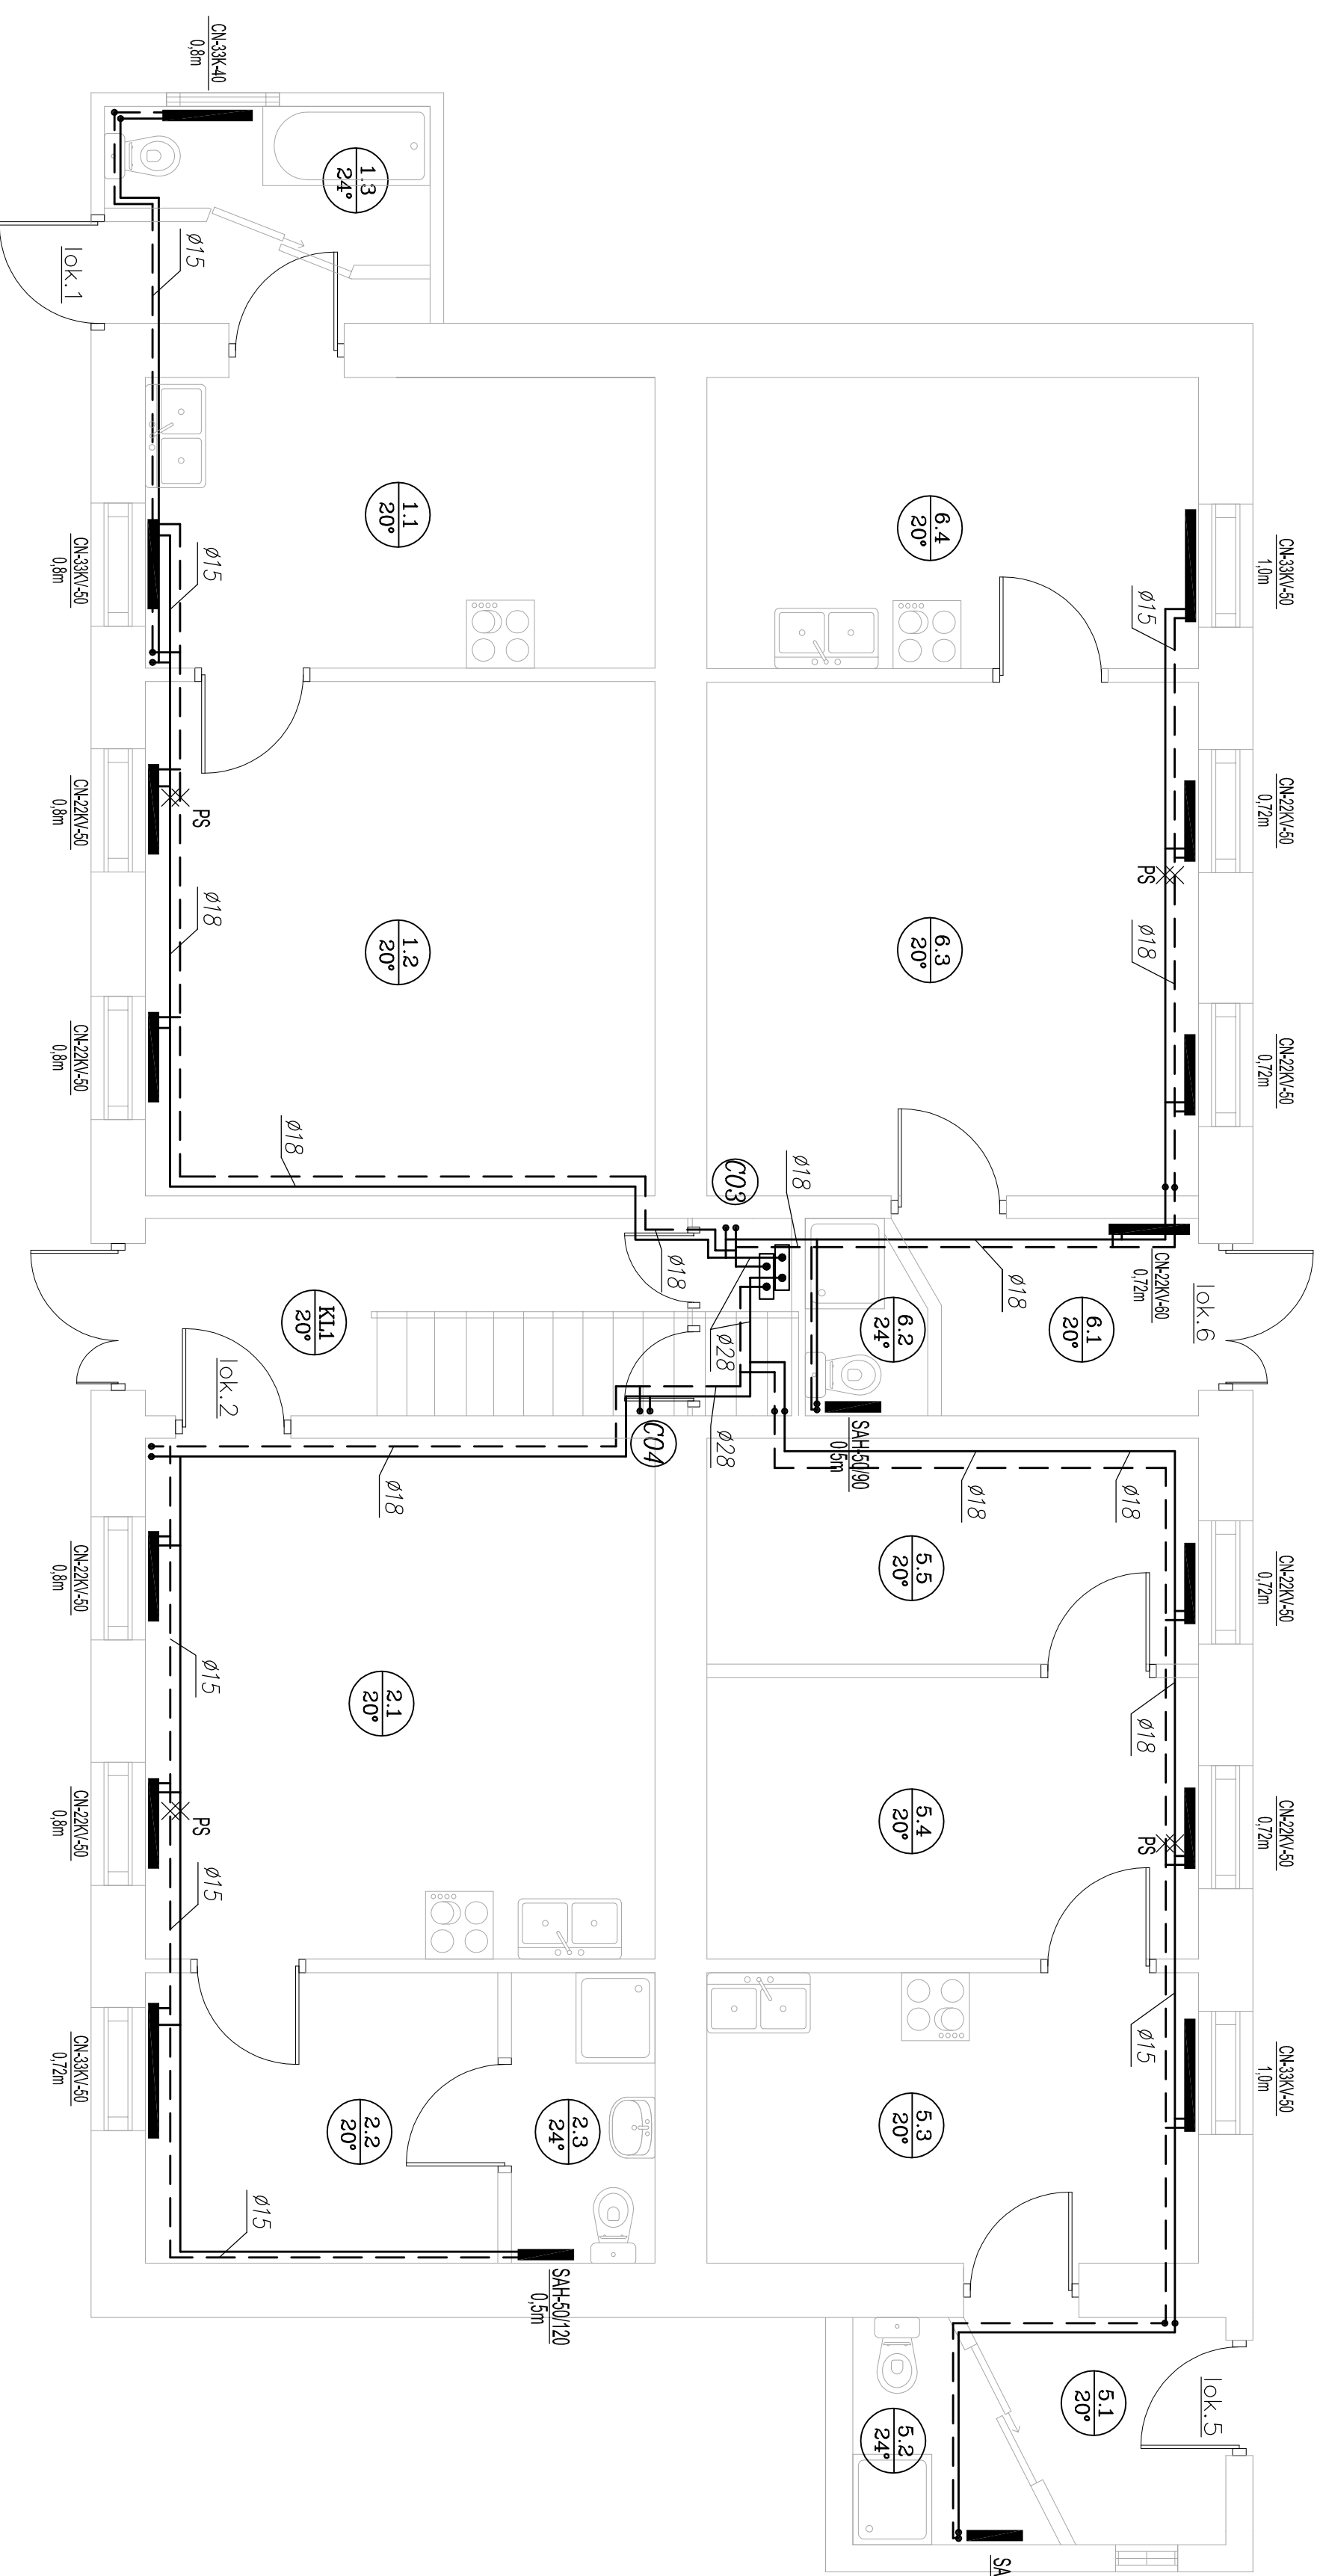 CN-33K-40
0,8m
1.3
24°
lok.1
ø15
CN-33KV-50
0,8m
ø15
1.1
20°
6.4
20°
ø15
CN-33KV-50
1,0m
CN-22KV-50
0,8m
PS
ø18
1.2
20°
6.3
20°
PS
ø18
CN-22KV-50
0,72m
CN-22KV-50
0,8m
ø18
CN-22KV-50
0,72m
C03
ø18
ø18
ø18
CN-22KV-60
0,72m
lok.6
KL1
20°
6.2
24°
6.1
20°
lok.2
ø28
C04
ø28
SAH-50/90
0,5m
ø18
ø18
ø18
CN-22KV-50
0,8m
ø15
5.5
20°
CN-22KV-50
0,72m
2.1
20°
ø18
CN-22KV-50
0,8m
PS
ø15
5.4
20°
PS
CN-22KV-50
0,72m
CN-33KV-50
0,72m
2.2
20°
2.3
24°
5.3
20°
ø15
CN-33KV-50
1,0m
ø15
SAH-50/120
0,5m
5.1
20°
lok.5
5.2
24°
SA